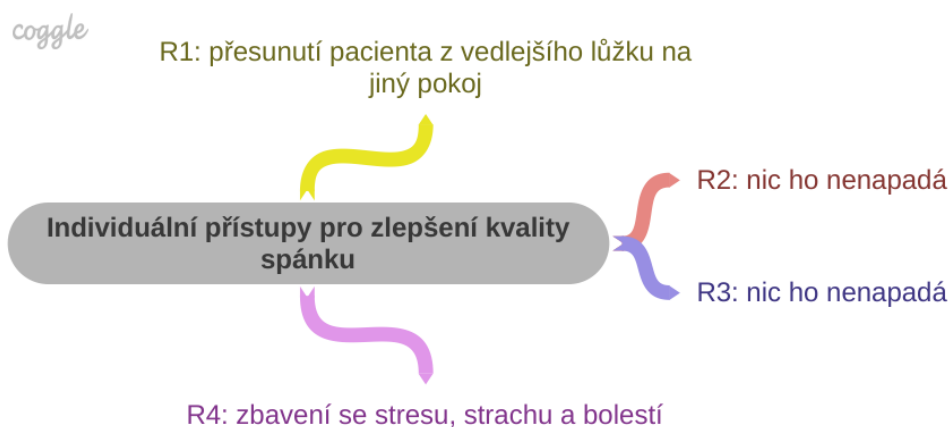 coggle
R1: přesunutí pacienta z vedlejšího lůžku na
jiný pokoj
R2: nic ho nenapadá
Individuální přístupy pro zlepšení kvality
spánku
R3: nic ho nenapadá
R4: zbavení se stresu, strachu a bolestí